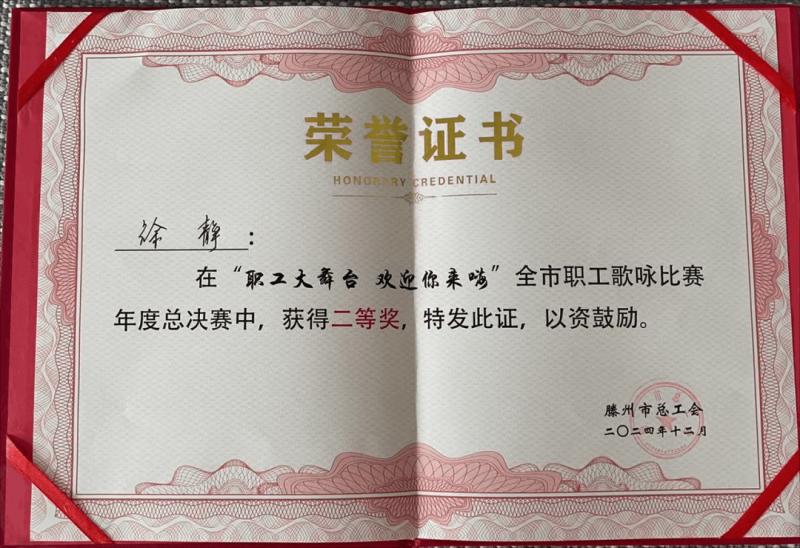 荣誉证书
HONORARY CREDENTIAL
徐静：
在“职工大舞台 欢迎你来嗨”全市职工歌咏比赛
年度总决赛中，获得二等奖，特发此证，以资鼓励。
滕州市总工会
二〇二四年十二月